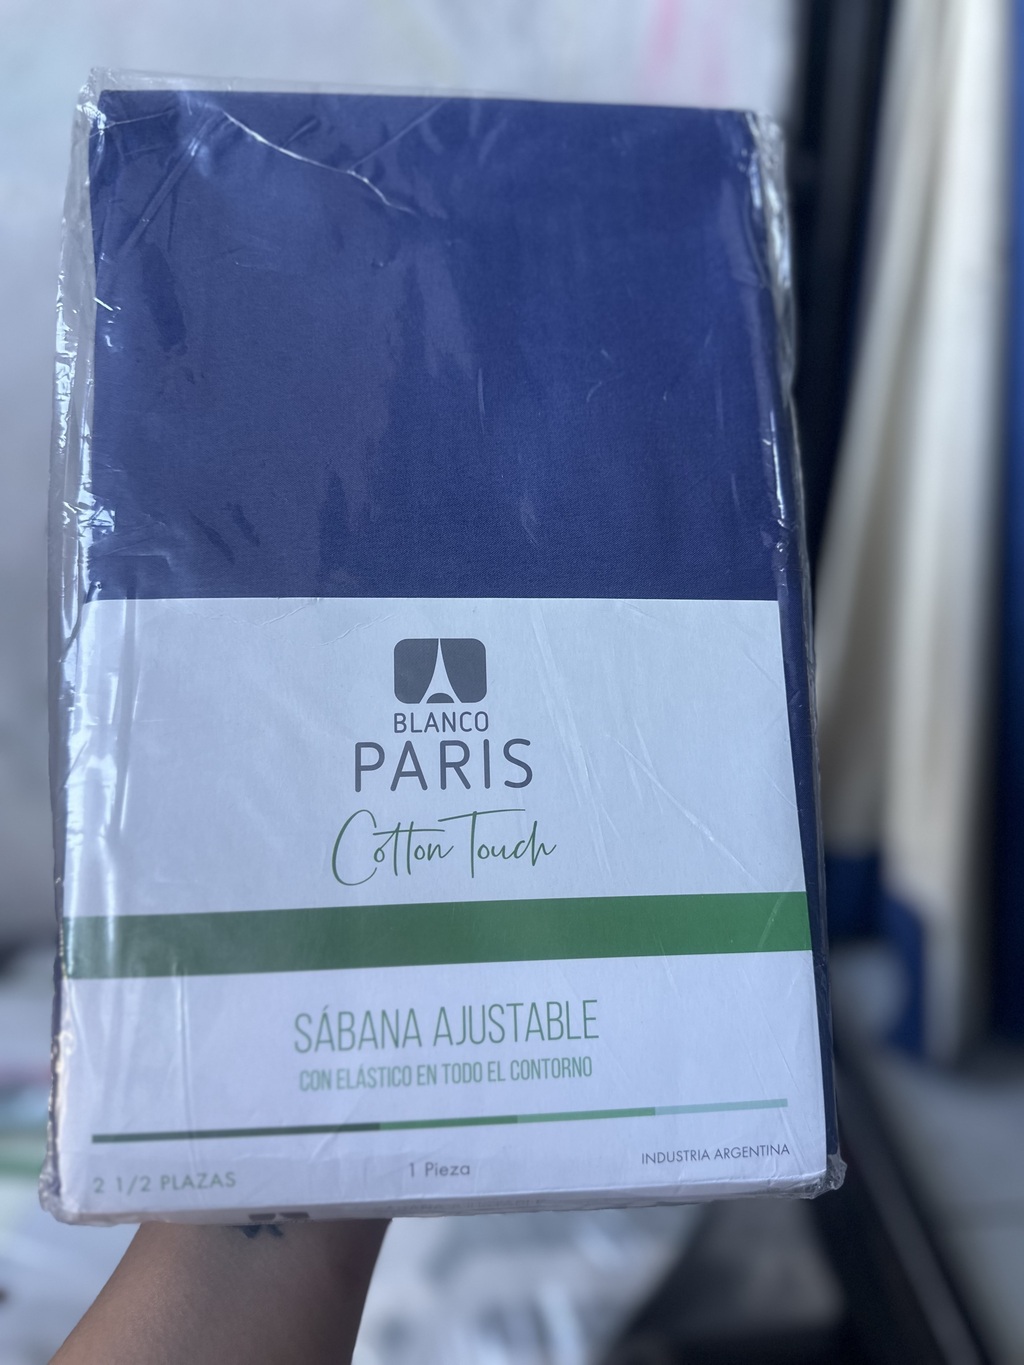 BLANCO
PARIS
Cotton Touch
SÁBANA AJUSTABLE
CON ELÁSTICO EN TODO EL CONTORNO
2 1/2 PLAZAS
1 Pieza
INDUSTRIA ARGENTINA